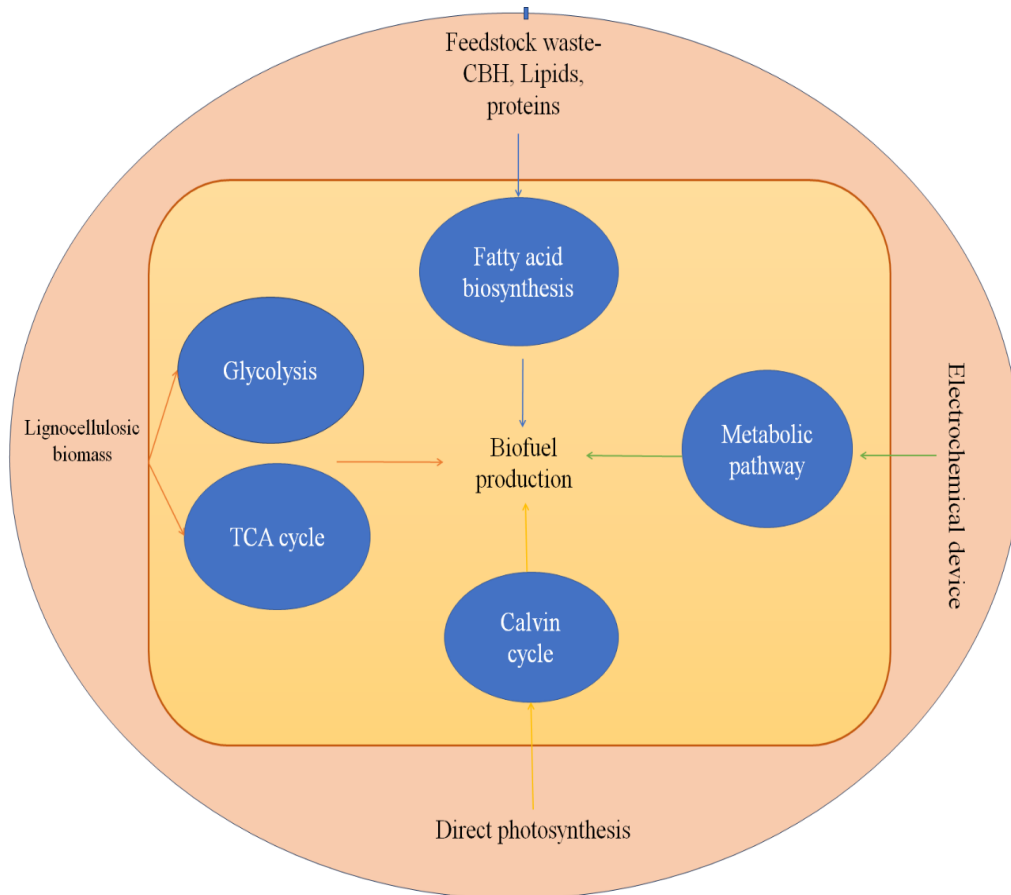 Feedstock waste-
CBH, Lipids,
proteins
Fatty acid
biosynthesis
Glycolysis
Lignocellulosic
biomass
TCA cycle
Biofuel
production
Metabolic
pathway
Electrochemical device
Calvin
cycle
Direct photosynthesis